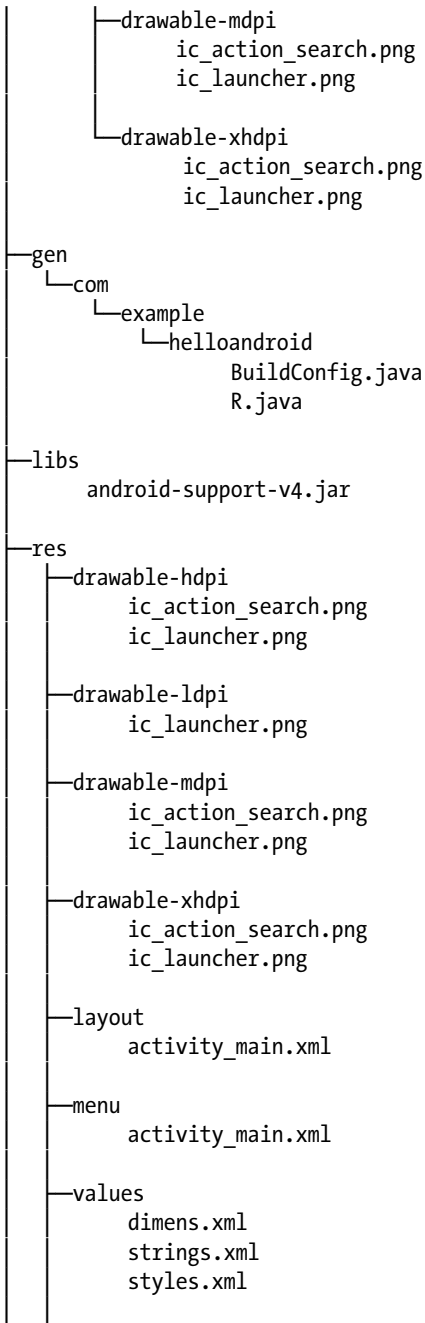 drawable-mdpi
ic_action_search.png
ic_launcher.png
drawable-xhdpi
ic_action_search.png
ic_launcher.png
gen
com
example
helloandroid
BuildConfig.java
R.java
libs
android-support-v4.jar
res
drawable-hdpi
ic_action_search.png
ic_launcher.png
drawable-ldpi
ic_launcher.png
drawable-mdpi
ic_action_search.png
ic_launcher.png
drawable-xhdpi
ic_action_search.png
ic_launcher.png
layout
activity_main.xml
menu
activity_main.xml
values
dimens.xml
strings.xml
styles.xml